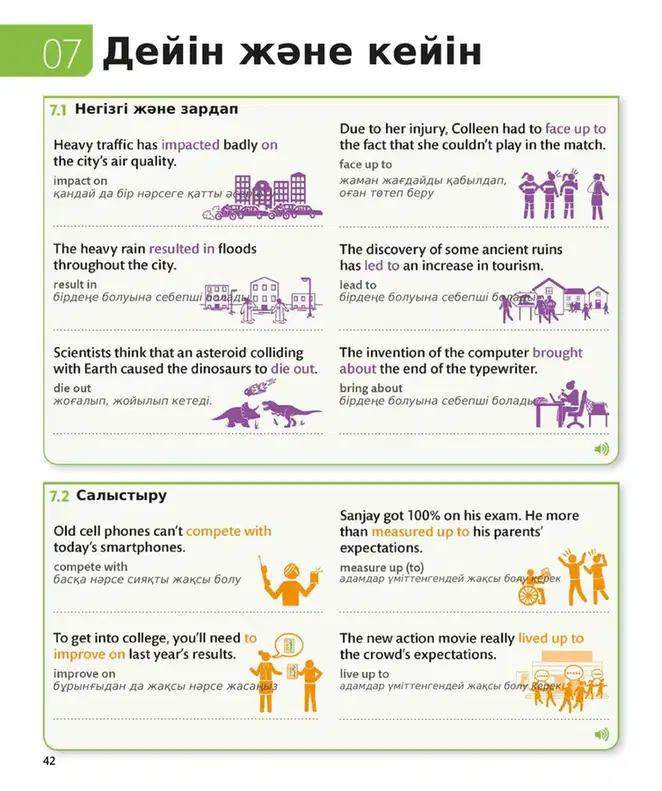 07 Дейін және кейін
7.1 Негізгі және зардап
Heavy traffic has impacted badly on
the city's air quality.
impact on
қандай да бір нәрсеге қатты
Due to her injury, Colleen had to face up to
the fact that she couldn't play in the match.
face up to
жаман жағдайды қабылдап,
оған төтеп беру
The heavy rain resulted in floods
throughout the city.
result in
бірдеңе болуына себепші болады
The discovery of some ancient ruins
has led to an increase in tourism.
lead to
бірдеңе болуына себепші болады
Scientists think that an asteroid colliding
with Earth caused the dinosaurs to die out.
die out
жоғалып, жойылып кетеді.
The invention of the computer brought
about the end of the typewriter.
bring about
бірдеңе болуына себепші болады
7.2 Салыстыру
Old cell phones can't compete with
today's smartphones.
compete with
басқа нәрсе сияқты жақсы болу
Sanjay got 100% on his exam. He more
than measured up to his parents'
expectations.
measure up (to)
адамдар үміттенгендей жақсы болу керек
To get into college, you'll need to
improve on last year's results.
improve on
бұрынғыдан да жақсы нәрсе жасаңыз
The new action movie really lived up to
the crowd's expectations.
live up to
адамдар үміттенгендей жақсы болу керек
42